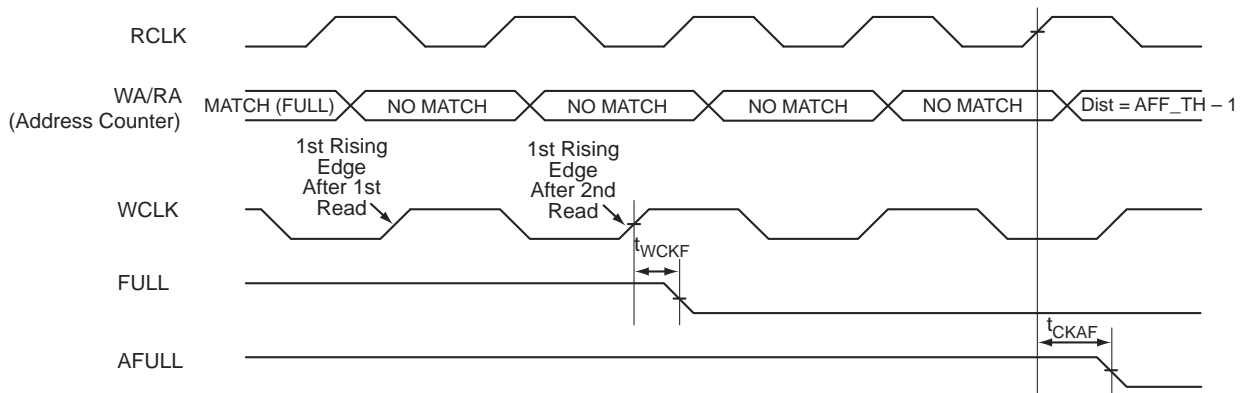 RCLK
WA/RA
(Address Counter)
MATCH (FULL)
NO MATCH
NO MATCH
NO MATCH
NO MATCH
Dist = AFF_TH – 1
1st Rising
Edge
After 1st
Read
1st Rising
Edge
After 2nd
Read
WCLK
tWCKF
FULL
tCKAF
AFULL